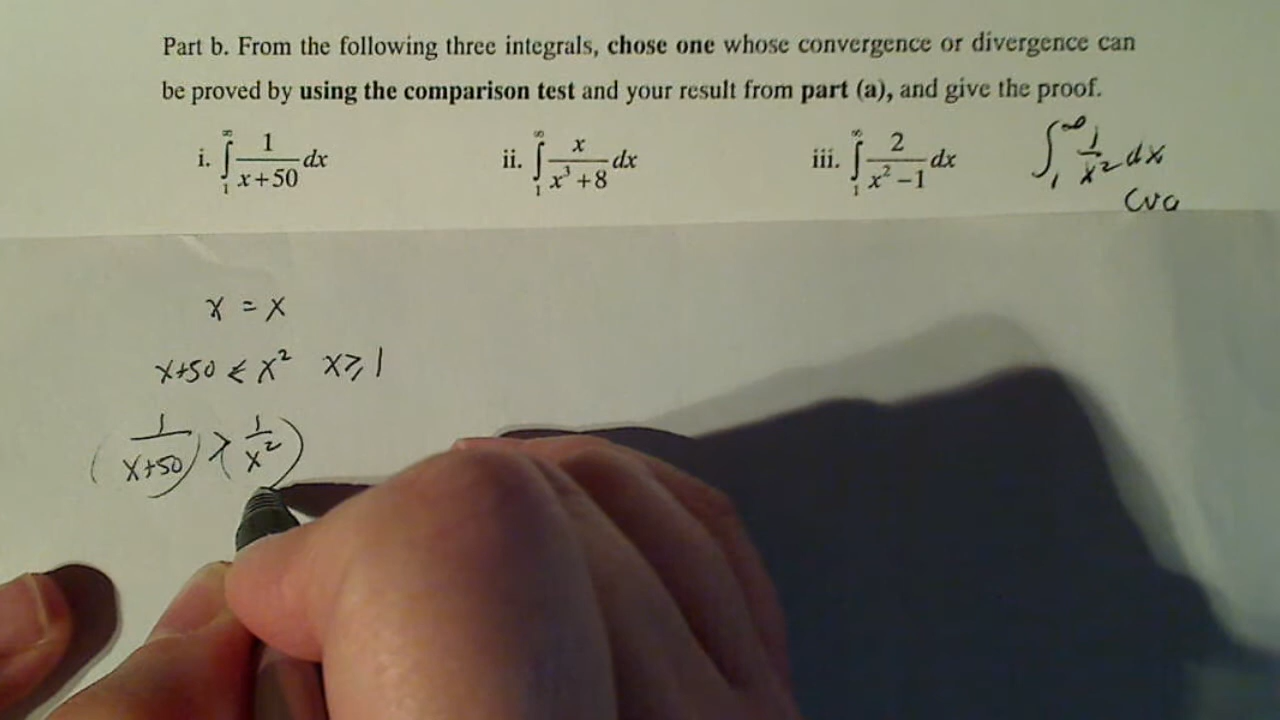 Part b. From the following three integrals, chose one whose convergence or divergence can
be proved by using the comparison test and your result from part (a), and give the proof.
i. ∫₁^∞ 1/(x+50) dx ii. ∫₁^∞ x/(x³+8) dx iii. ∫₁^∞ 2/(x²−1) dx ∫₁^∞ 1/x² dx
cvg
x = x
x+50 ≤ x² x ≥ 1
(1/(x+50)) > (1/x²)